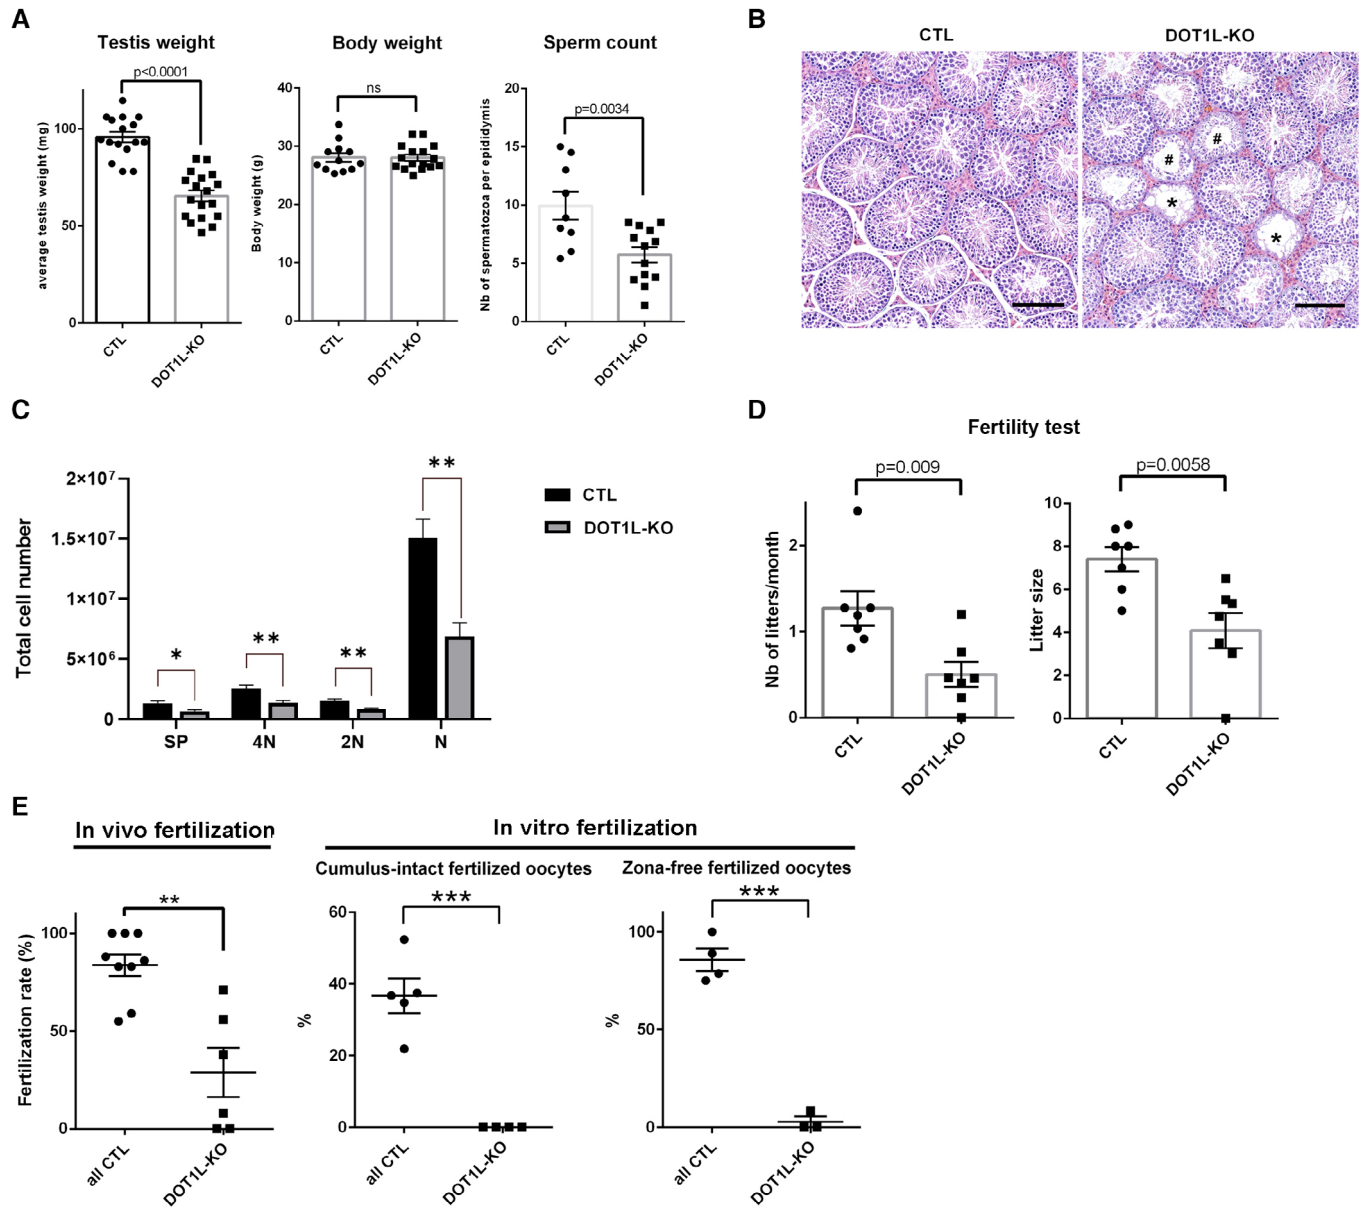 A
Testis weight
p<0.0001
average testis weight (mg)
100
50
0
CTL
DOT1L-KO
Body weight
ns
Body weight (g)
40
30
20
10
0
CTL
DOT1L-KO
Sperm count
p=0.0034
Nb of spermatozoa per epididymis
20
15
10
5
0
CTL
DOT1L-KO
B
CTL
DOT1L-KO
#
#
*
*
C
Total cell number
2×10⁷
1.5×10⁷
1×10⁷
5×10⁶
0
*
**
**
**
SP
4N
2N
N
CTL
DOT1L-KO
D
Fertility test
p=0.009
Nb of litters/month
2
1
0
CTL
DOT1L-KO
p=0.0058
Litter size
10
8
6
4
2
0
CTL
DOT1L-KO
E
In vivo fertilization
**
Fertilization rate (%)
100
50
0
all CTL
DOT1L-KO
In vitro fertilization
Cumulus-intact fertilized oocytes
***
%
60
40
20
0
all CTL
DOT1L-KO
Zona-free fertilized oocytes
***
%
100
50
0
all CTL
DOT1L-KO